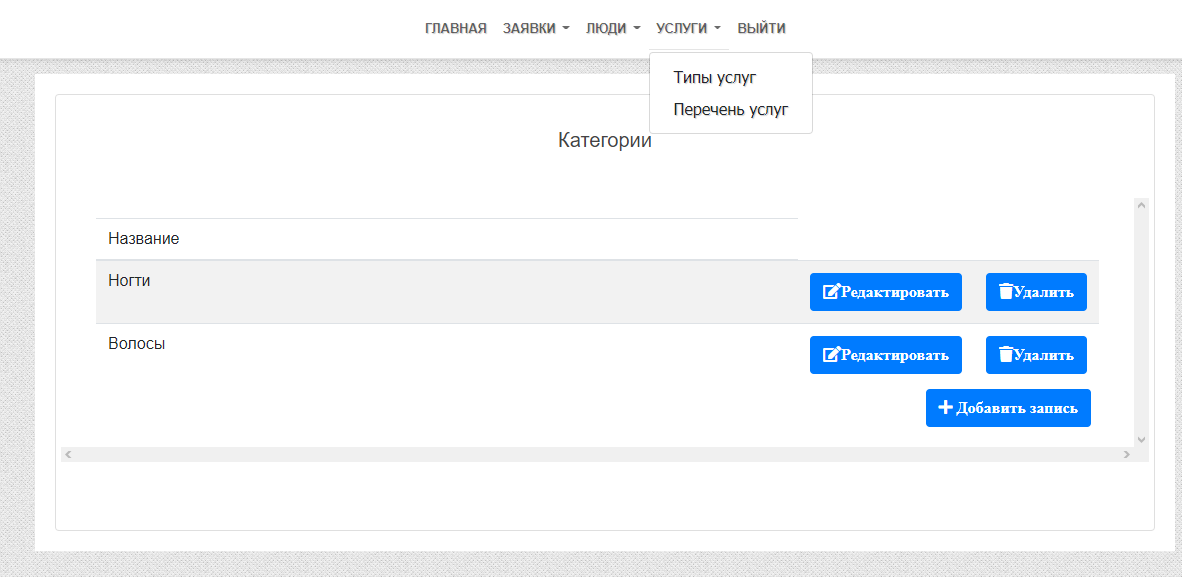 ГЛАВНАЯ ЗАЯВКИ ЛЮДИ УСЛУГИ ВЫЙТИ
Типы услуг
Перечень услуг
Категории
Название
Ногти Редактировать Удалить
Волосы Редактировать Удалить
Добавить запись